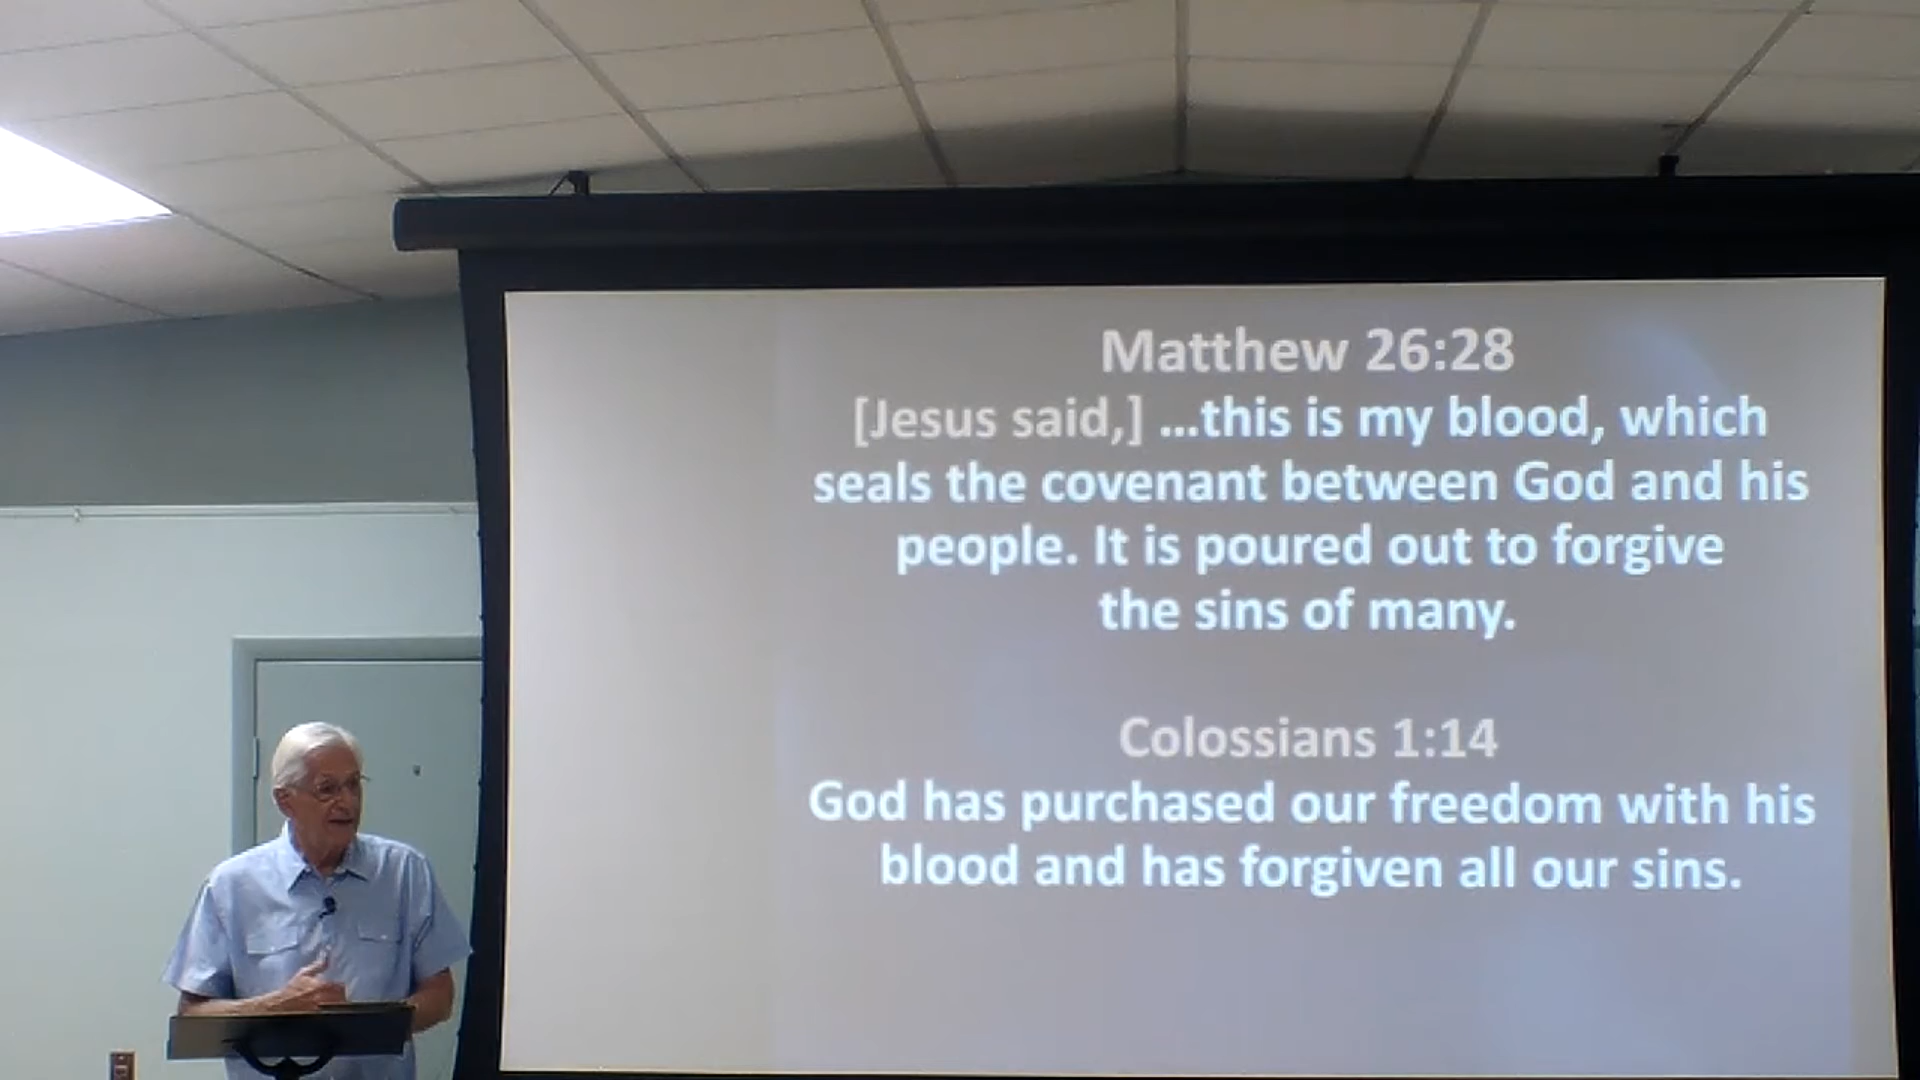 Matthew 26:28
[Jesus said,] ...this is my blood, which
seals the covenant between God and his
people. It is poured out to forgive
the sins of many.
Colossians 1:14
God has purchased our freedom with his
blood and has forgiven all our sins.